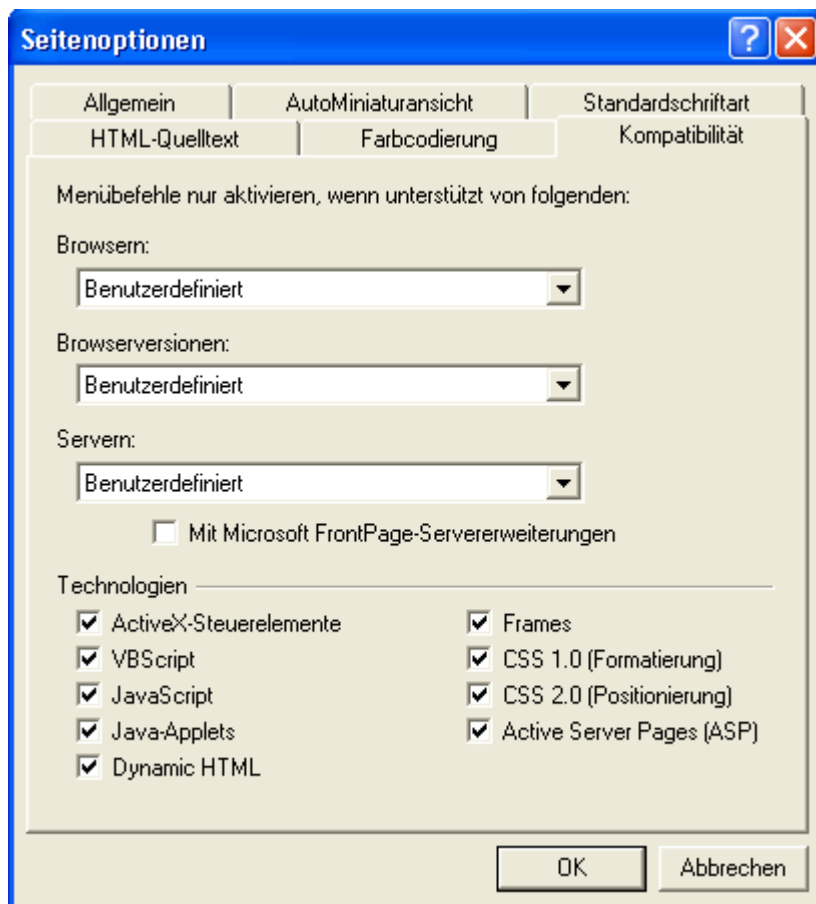 Seitenoptionen
Allgemein AutoMiniaturansicht Standardschriftart
HTML-Quelltext Farbcodierung Kompatibilität
Menübefehle nur aktivieren, wenn unterstützt von folgenden:
Browsern:
Benutzerdefiniert
Browserversionen:
Benutzerdefiniert
Servern:
Benutzerdefiniert
Mit Microsoft FrontPage-Servererweiterungen
Technologien
ActiveX-Steuerelemente Frames
VBScript CSS 1.0 (Formatierung)
JavaScript CSS 2.0 (Positionierung)
Java-Applets Active Server Pages (ASP)
Dynamic HTML
OK Abbrechen